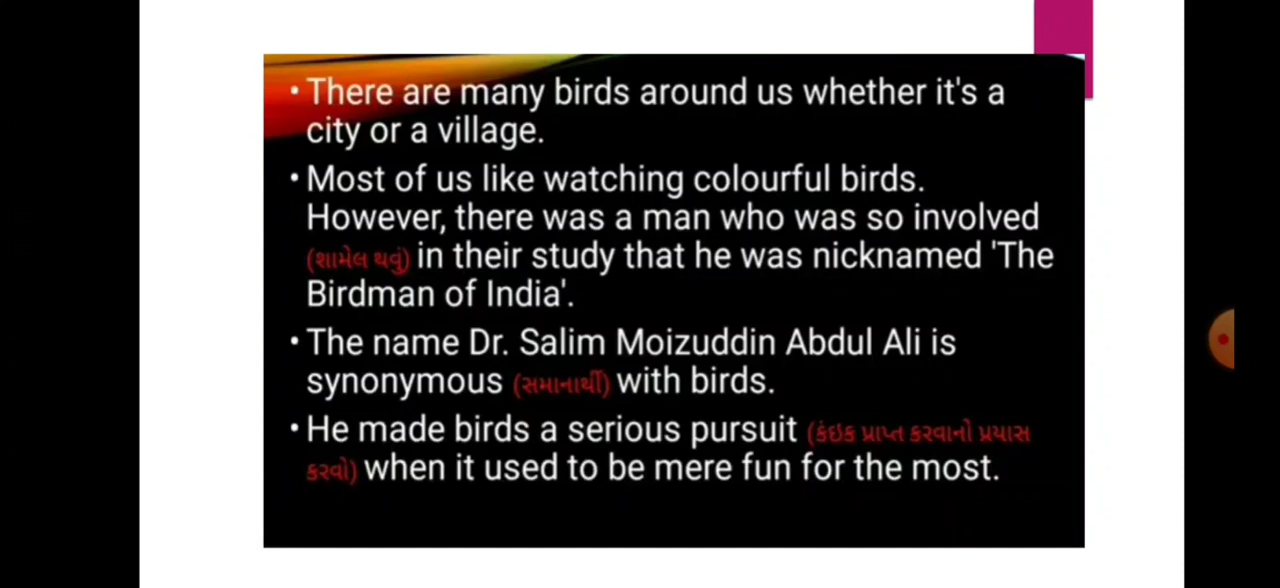 • There are many birds around us whether it's a
city or a village.
• Most of us like watching colourful birds.
However, there was a man who was so involved
(શામેલ થવું) in their study that he was nicknamed 'The
Birdman of India'.
• The name Dr. Salim Moizuddin Abdul Ali is
synonymous (સમાનાર્થી) with birds.
• He made birds a serious pursuit (કંઇક પ્રાપ્ત કરવાનો પ્રયાસ
કરવો) when it used to be mere fun for the most.